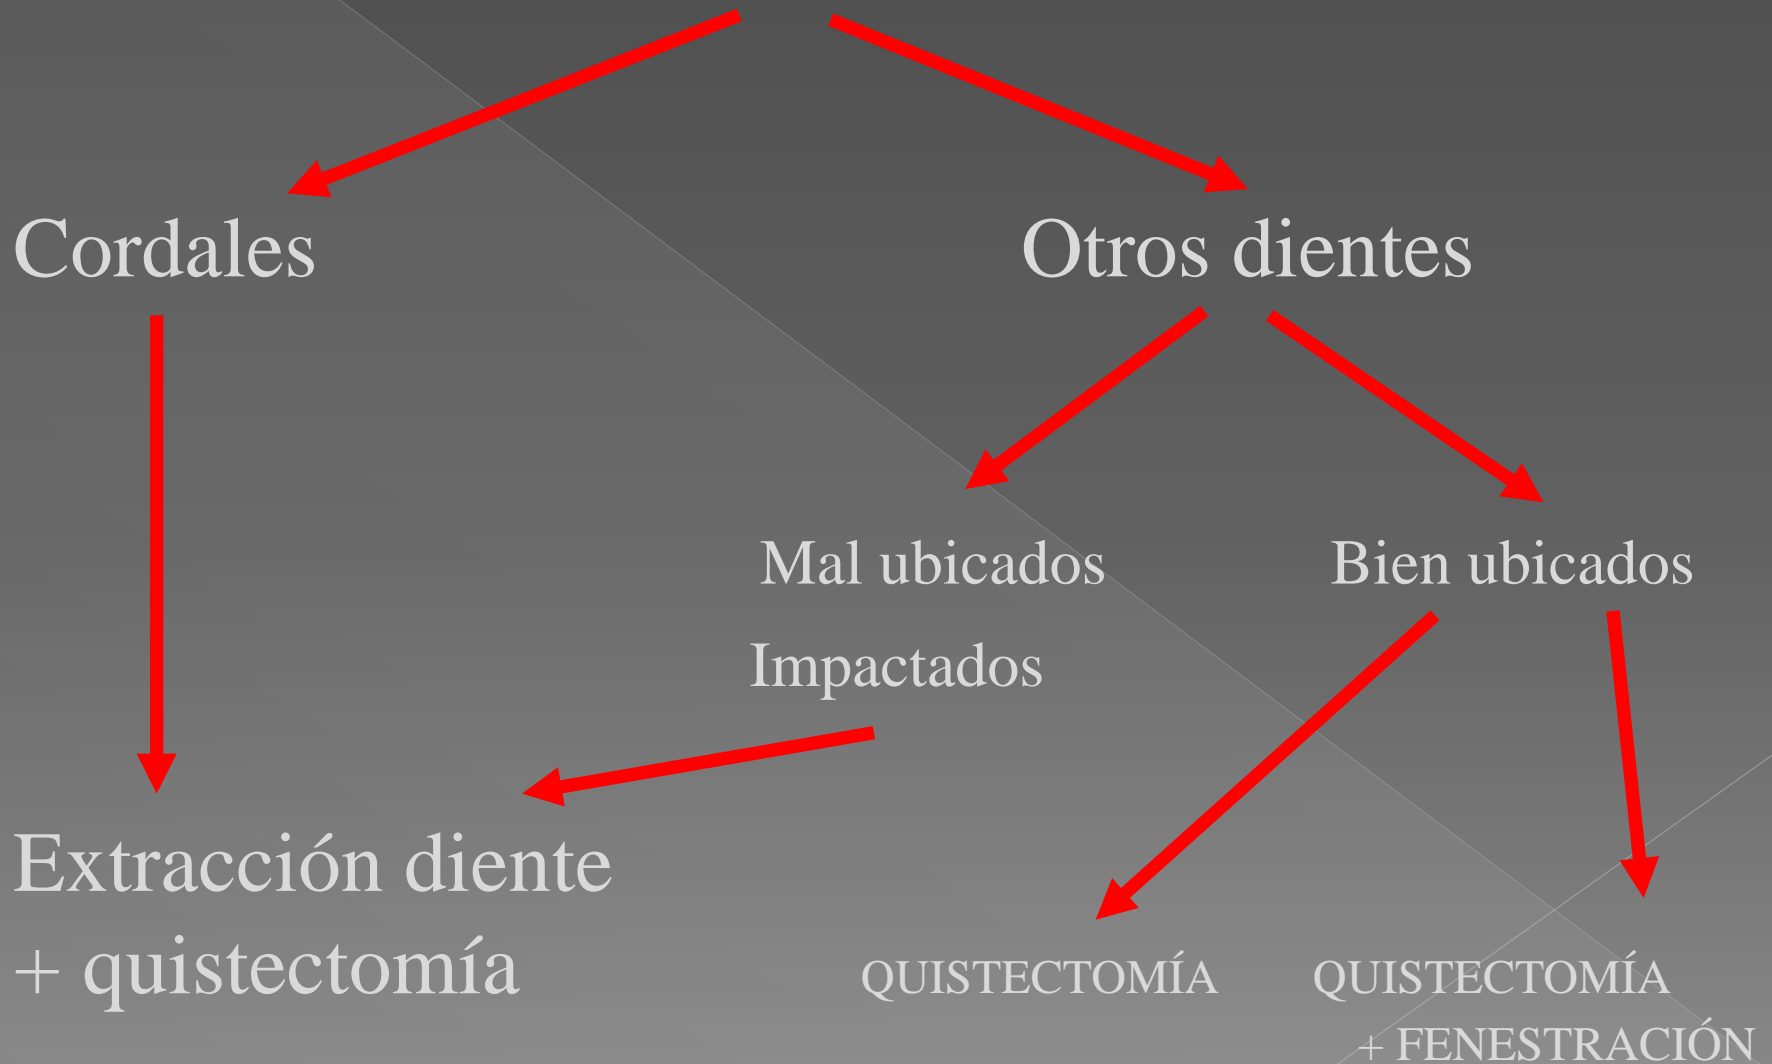 Cordales
Otros dientes
Mal ubicados
Bien ubicados
Impactados
Extracción diente
+ quistectomía
QUISTECTOMÍA
QUISTECTOMÍA
+ FENESTRACIÓN